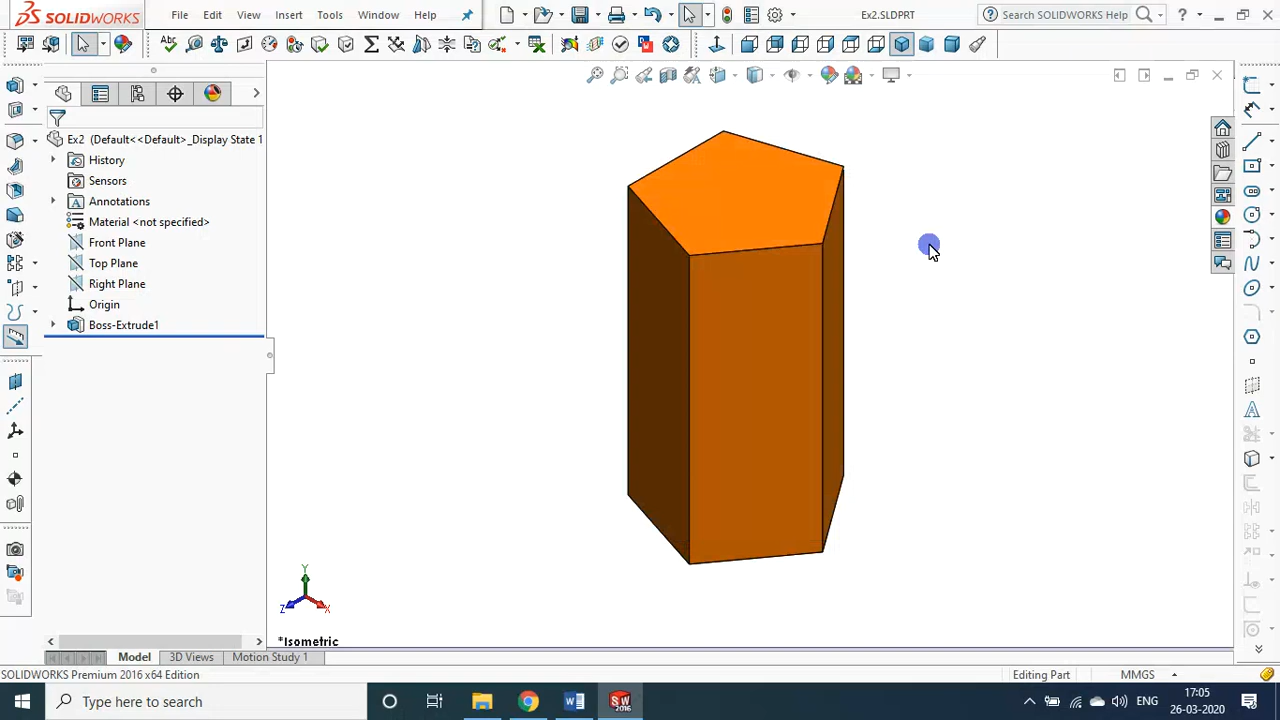 SOLIDWORKS
File Edit View Insert Tools Window Help
Ex2.SLDPRT
Search SOLIDWORKS Help
Abc
Ex2 (Default<<Default>_Display State 1
History
Sensors
Annotations
Material <not specified>
Front Plane
Top Plane
Right Plane
Origin
Boss-Extrude1
Y
Z
X
*Isometric
Model 3D Views Motion Study 1
SOLIDWORKS Premium 2016 x64 Edition
Editing Part
MMGS
Type here to search
SW
2016
ENG
17:05
26-03-2020